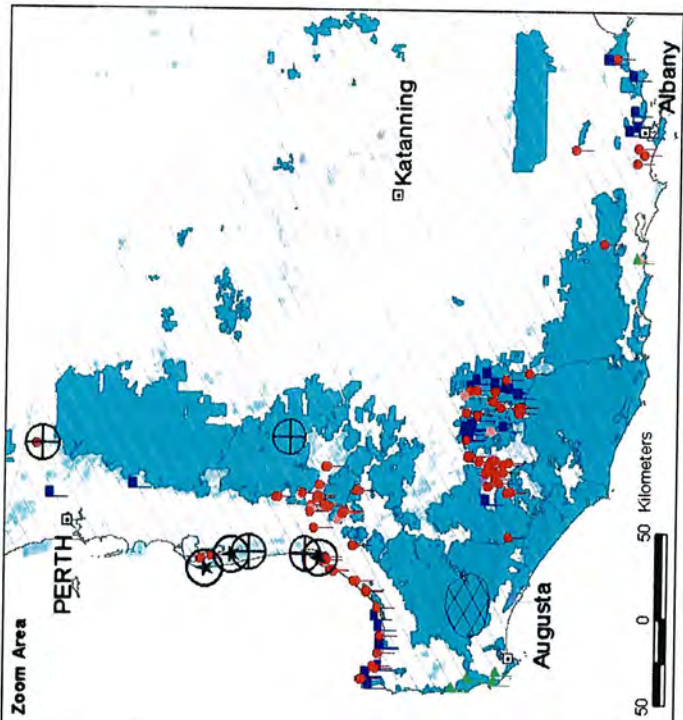 Zoom Area
PERTH
Katanning
Albany
Augusta
50 0 50 Kilometers